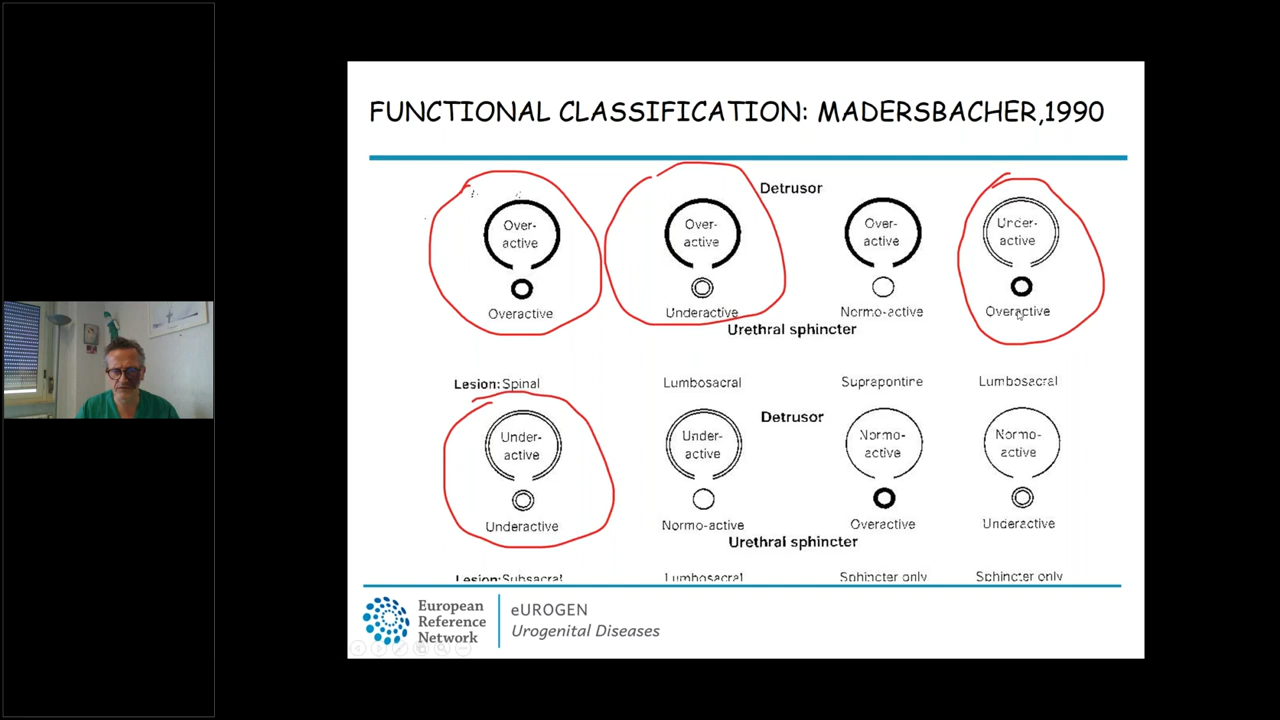 FUNCTIONAL CLASSIFICATION: MADERSBACHER,1990
Detrusor
Over-
active
Over-
active
Over-
active
Under-
active
Overactive
Underactive
Normo-active
Overactive
Urethral sphincter
Lesion: Spinal
Lumbosacral
Suprapontine
Lumbosacral
Detrusor
Under-
active
Under-
active
Normo-
active
Normo-
active
Underactive
Normo-active
Overactive
Underactive
Urethral sphincter
Lesion: Subsacral
Lumbosacral
Sphincter only
Sphincter only
European
Reference
Network
eUROGEN
Urogenital Diseases